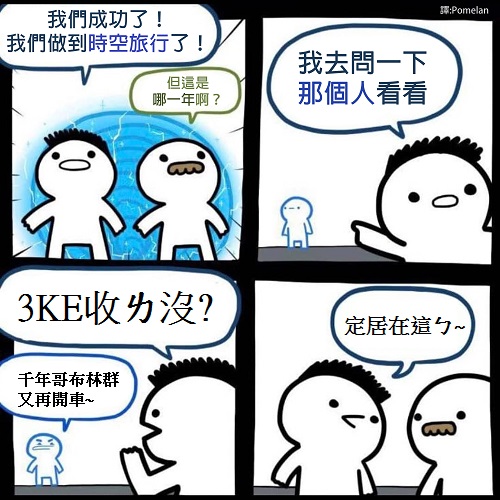 譯:Pomelan
我們成功了！
我們做到時空旅行了！
但這是
哪一年啊？
我去問一下
那個人看看
3KE收ㄌ沒?
千年哥布林群
又再開車~
定居在這ㄅ~